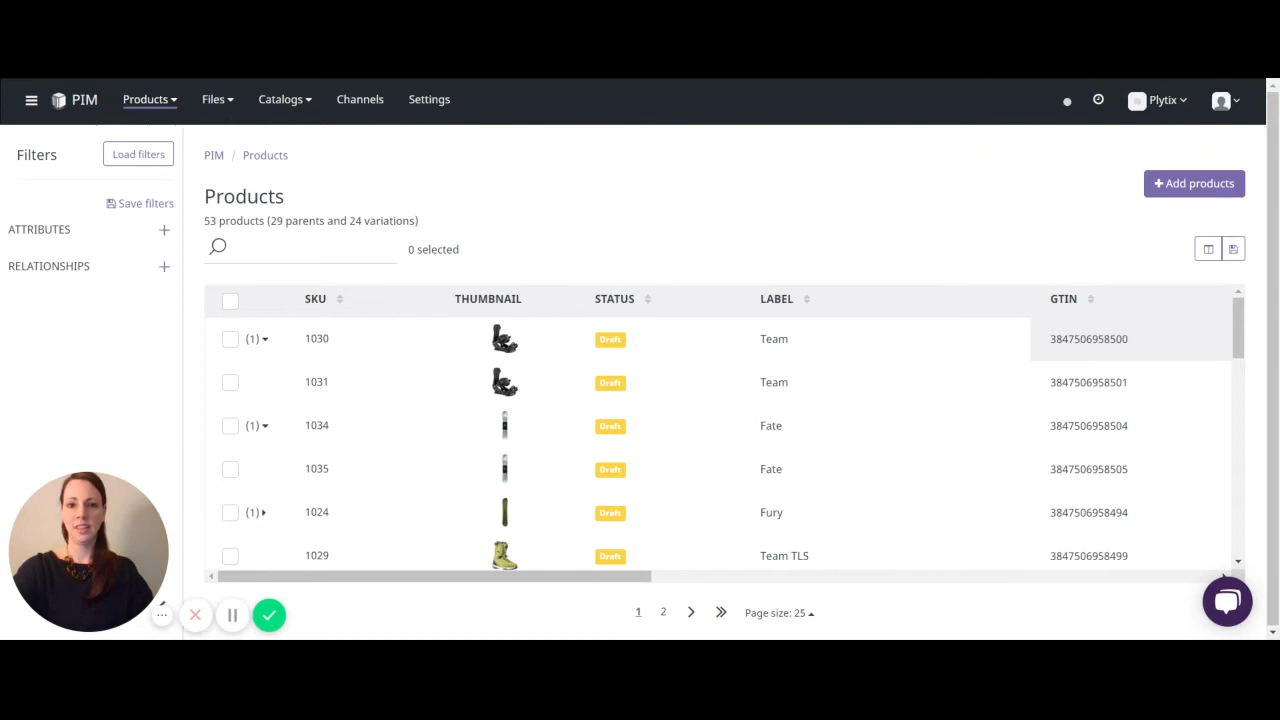 PIM Products Files Catalogs Channels Settings Plytix
Filters Load filters
PIM / Products
+ Add products
Products
Save filters
53 products (29 parents and 24 variations)
ATTRIBUTES +
0 selected
RELATIONSHIPS +
SKU THUMBNAIL STATUS LABEL GTIN
(1) 1030 Draft Team 3847506958500
1031 Draft Team 3847506958501
(1) 1034 Draft Fate 3847506958504
1035 Draft Fate 3847506958505
(1) 1024 Draft Fury 3847506958494
1029 Draft Team TLS 3847506958499
1 2 Page size: 25